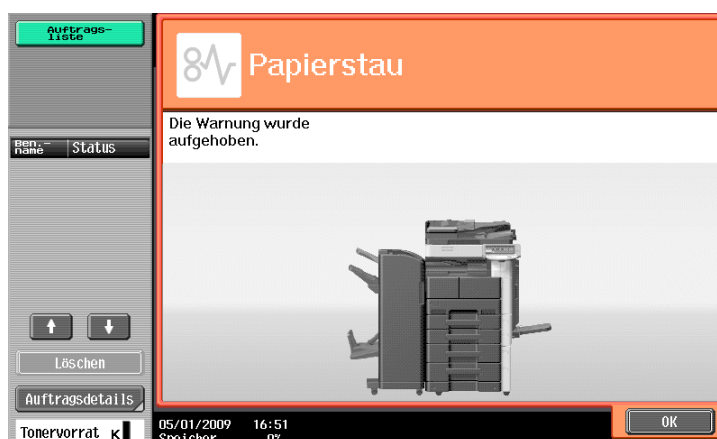 Auftrags-
liste
Papierstau
Die Warnung wurde
aufgehoben.
Ben.-
name Status
Löschen
Auftragsdetails
Tonervorrat K
05/01/2009 16:51
Speicher 0%
OK